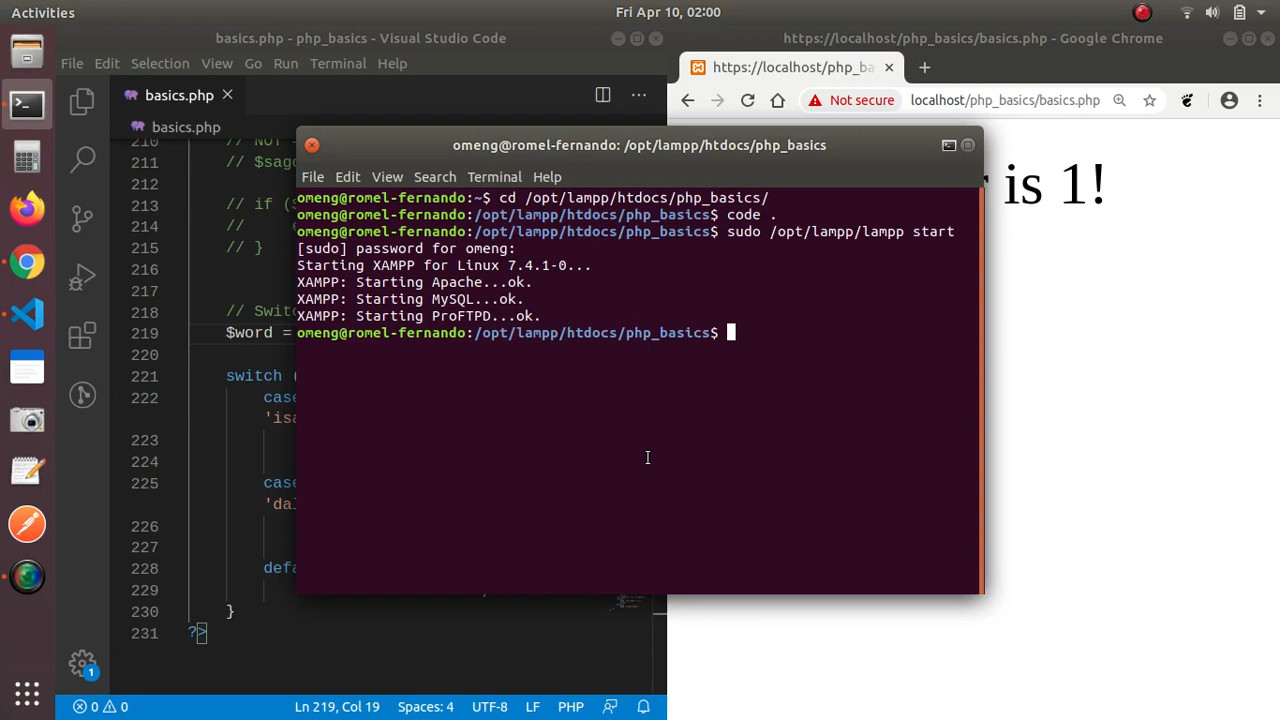 Activities
Fri Apr 10, 02:00
basics.php - php_basics - Visual Studio Code
File Edit Selection View Go Run Terminal Help
basics.php
basics.php
210 // NOT
211 // $sag
212
213 // if ($
214 // e
215 // }
216
217
218 // Swit
219 $word =
220
221 switch (
222 case
'isa
223
224
225 case
'dal
226
227
228 defa
229
230 }
231 ?>
1
0 0
Ln 219, Col 19 Spaces: 4 UTF-8 LF PHP
https://localhost/php_basics/basics.php - Google Chrome
https://localhost/php_ba
Not secure localhost/php_basics/basics.php
is 1!
omeng@romel-fernando: /opt/lampp/htdocs/php_basics
File Edit View Search Terminal Help
omeng@romel-fernando:~$ cd /opt/lampp/htdocs/php_basics/
omeng@romel-fernando:/opt/lampp/htdocs/php_basics$ code .
omeng@romel-fernando:/opt/lampp/htdocs/php_basics$ sudo /opt/lampp/lampp start
[sudo] password for omeng:
Starting XAMPP for Linux 7.4.1-0...
XAMPP: Starting Apache...ok.
XAMPP: Starting MySQL...ok.
XAMPP: Starting ProFTPD...ok.
omeng@romel-fernando:/opt/lampp/htdocs/php_basics$